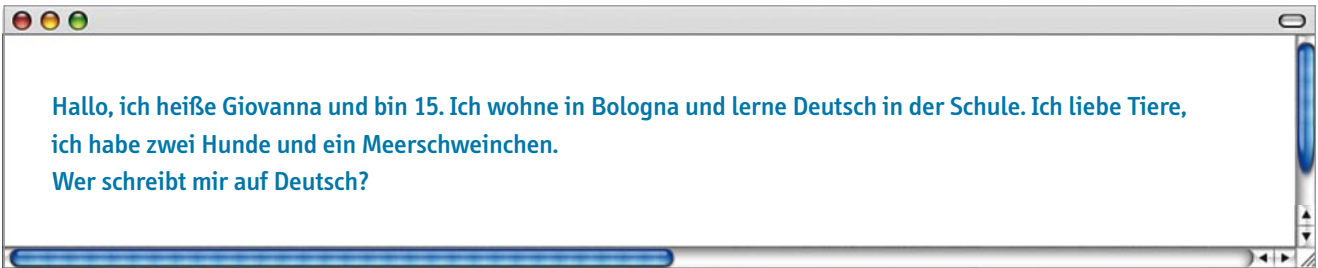 Hallo, ich heiße Giovanna und bin 15. Ich wohne in Bologna und lerne Deutsch in der Schule. Ich liebe Tiere,
ich habe zwei Hunde und ein Meerschweinchen.
Wer schreibt mir auf Deutsch?